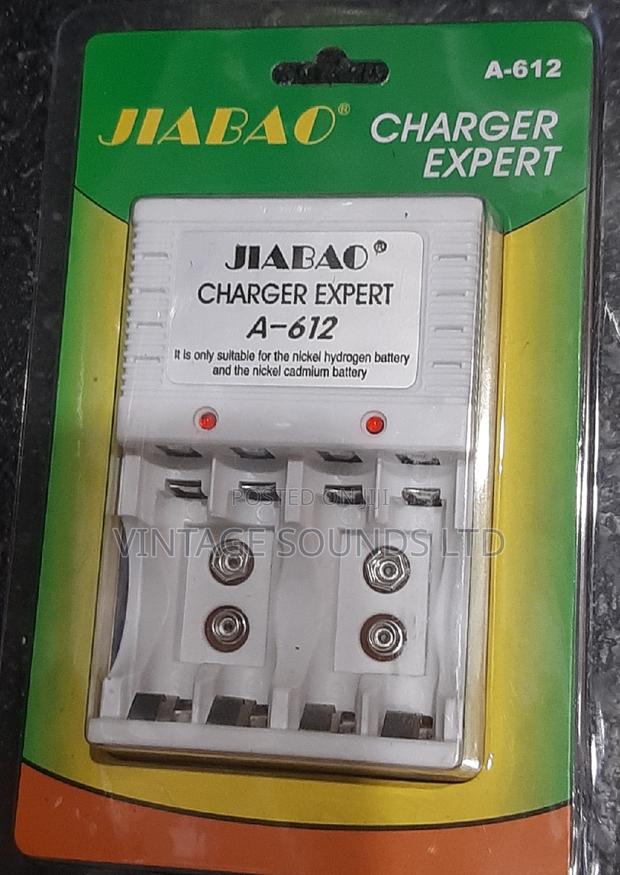 A-612
JIABAO® CHARGER
EXPERT
JIABAO®
CHARGER EXPERT
A-612
It is only suitable for the nickel hydrogen battery
and the nickel cadmium battery
POSTED ON JIJI
VINTAGE SOUNDS LTD